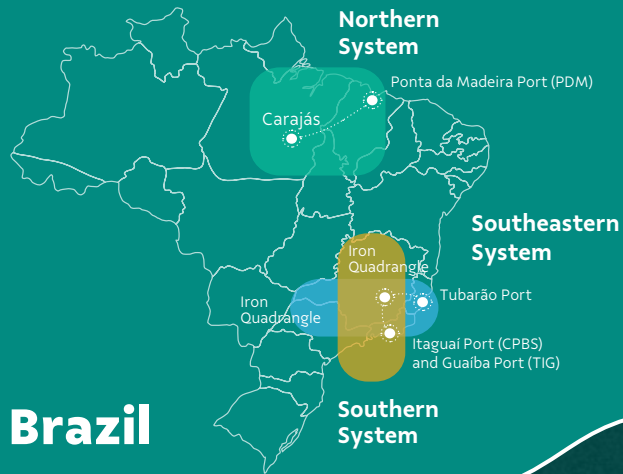 Northern
System
Ponta da Madeira Port (PDM)
Carajás
Southeastern
System
Iron
Quadrangle
Tubarão Port
Iron
Quadrangle
Itaguaí Port (CPBS)
and Guaíba Port (TIG)
Southern
System
Brazil